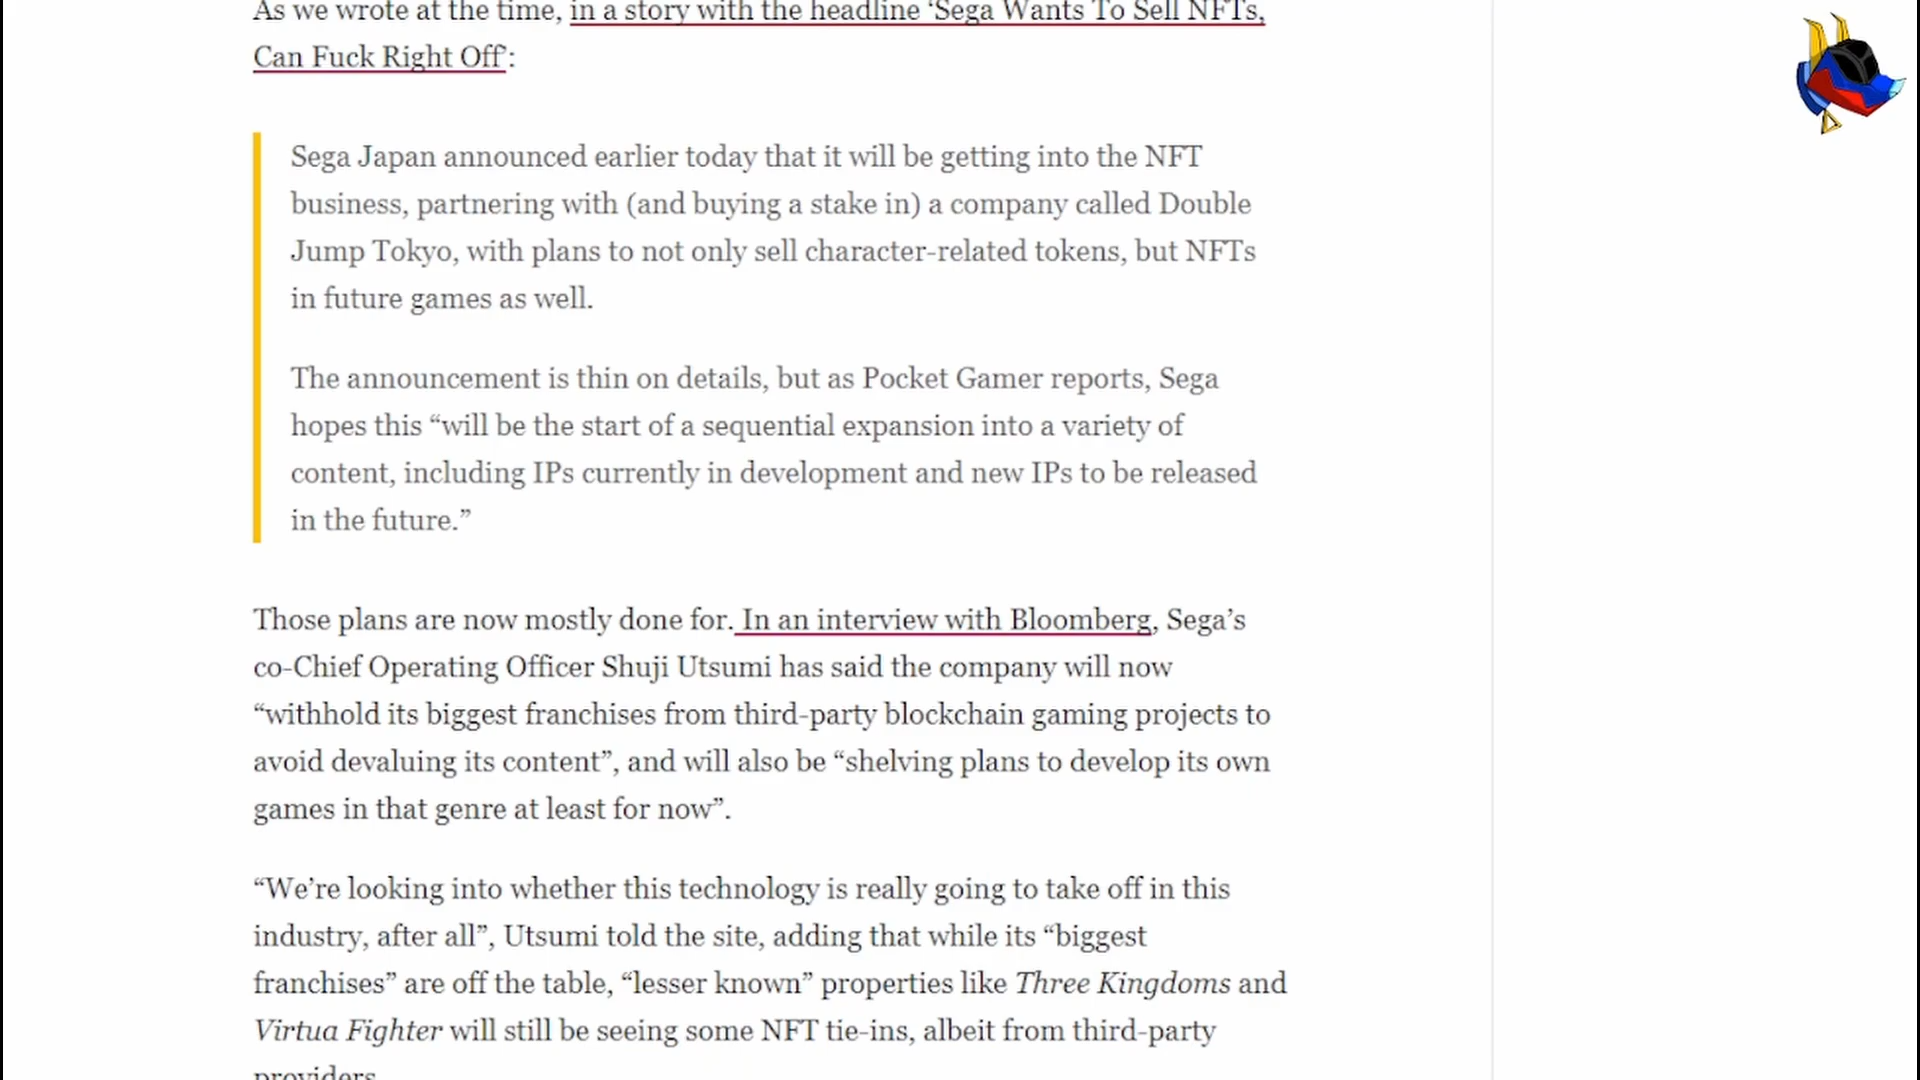 As we wrote at the time, in a story with the headline ‘Sega Wants To Sell NFTs,
Can Fuck Right Off’:
Sega Japan announced earlier today that it will be getting into the NFT
business, partnering with (and buying a stake in) a company called Double
Jump Tokyo, with plans to not only sell character-related tokens, but NFTs
in future games as well.
The announcement is thin on details, but as Pocket Gamer reports, Sega
hopes this “will be the start of a sequential expansion into a variety of
content, including IPs currently in development and new IPs to be released
in the future.”
Those plans are now mostly done for. In an interview with Bloomberg, Sega’s
co-Chief Operating Officer Shuji Utsumi has said the company will now
“withhold its biggest franchises from third-party blockchain gaming projects to
avoid devaluing its content”, and will also be “shelving plans to develop its own
games in that genre at least for now”.
“We’re looking into whether this technology is really going to take off in this
industry, after all”, Utsumi told the site, adding that while its “biggest
franchises” are off the table, “lesser known” properties like Three Kingdoms and
Virtua Fighter will still be seeing some NFT tie-ins, albeit from third-party
providers.